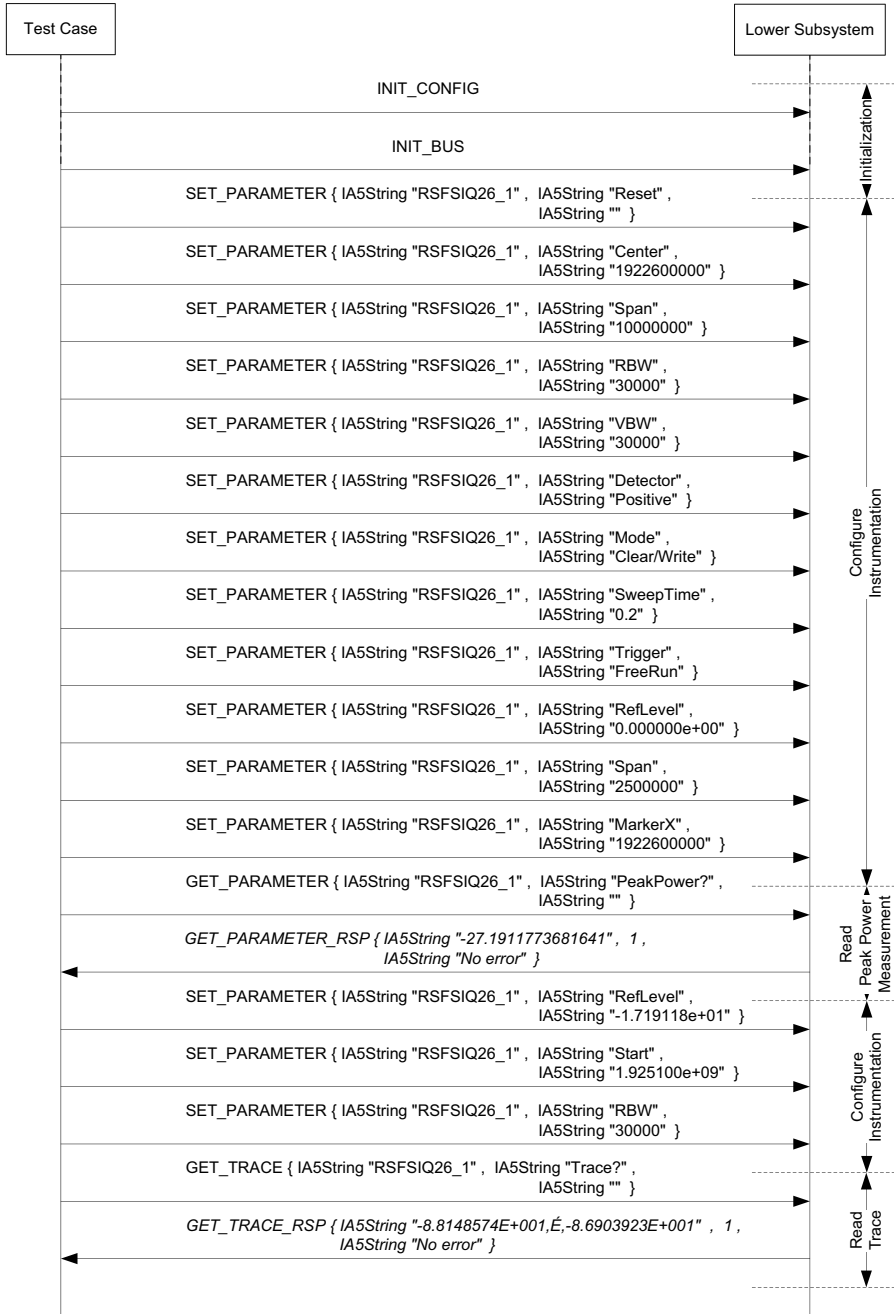 Test Case
Lower Subsystem
INIT_CONFIG
INIT_BUS
Initialization
SET_PARAMETER { IA5String "RSFSIQ26_1" , IA5String "Reset" ,
IA5String "" }
SET_PARAMETER { IA5String "RSFSIQ26_1" , IA5String "Center" ,
IA5String "1922600000" }
SET_PARAMETER { IA5String "RSFSIQ26_1" , IA5String "Span" ,
IA5String "10000000" }
SET_PARAMETER { IA5String "RSFSIQ26_1" , IA5String "RBW" ,
IA5String "30000" }
SET_PARAMETER { IA5String "RSFSIQ26_1" , IA5String "VBW" ,
IA5String "30000" }
SET_PARAMETER { IA5String "RSFSIQ26_1" , IA5String "Detector" ,
IA5String "Positive" }
SET_PARAMETER { IA5String "RSFSIQ26_1" , IA5String "Mode" ,
IA5String "Clear/Write" }
SET_PARAMETER { IA5String "RSFSIQ26_1" , IA5String "SweepTime" ,
IA5String "0.2" }
SET_PARAMETER { IA5String "RSFSIQ26_1" , IA5String "Trigger" ,
IA5String "FreeRun" }
SET_PARAMETER { IA5String "RSFSIQ26_1" , IA5String "RefLevel" ,
IA5String "0.000000e+00" }
SET_PARAMETER { IA5String "RSFSIQ26_1" , IA5String "Span" ,
IA5String "2500000" }
SET_PARAMETER { IA5String "RSFSIQ26_1" , IA5String "MarkerX" ,
IA5String "1922600000" }
Configure
Instrumentation
GET_PARAMETER { IA5String "RSFSIQ26_1" , IA5String "PeakPower?" ,
IA5String "" }
GET_PARAMETER_RSP { IA5String "-27.1911773681641" , 1 ,
IA5String "No error" }
Read
Peak Power
Measurement
SET_PARAMETER { IA5String "RSFSIQ26_1" , IA5String "RefLevel" ,
IA5String "-1.719118e+01" }
SET_PARAMETER { IA5String "RSFSIQ26_1" , IA5String "Start" ,
IA5String "1.925100e+09" }
SET_PARAMETER { IA5String "RSFSIQ26_1" , IA5String "RBW" ,
IA5String "30000" }
Configure
Instrumentation
GET_TRACE { IA5String "RSFSIQ26_1" , IA5String "Trace?" ,
IA5String "" }
GET_TRACE_RSP { IA5String "-8.8148574E+001,É,-8.6903923E+001" , 1 ,
IA5String "No error" }
Read
Trace